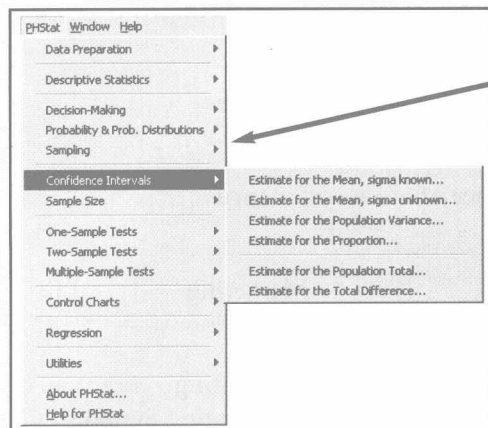 PHStat Window Help
Data Preparation
Descriptive Statistics
Decision-Making
Probability & Prob. Distributions
Sampling
Confidence Intervals
Sample Size
One-Sample Tests
Two-Sample Tests
Multiple-Sample Tests
Control Charts
Regression
Utilities
About PHStat...
Help for PHStat
Estimate for the Mean, sigma known...
Estimate for the Mean, sigma unknown...
Estimate for the Population Variance...
Estimate for the Proportion...
Estimate for the Population Total...
Estimate for the Total Difference...